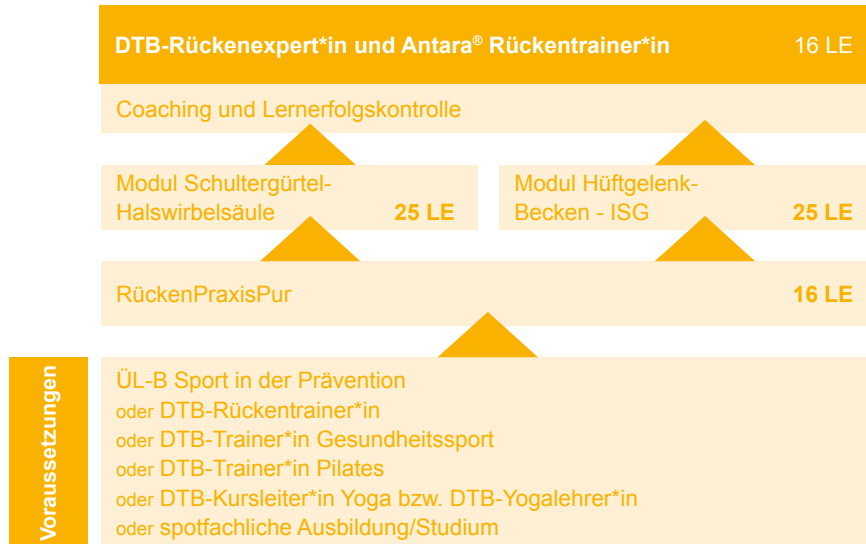 DTB-Rückenexpert*in und Antara® Rückentrainer*in 16 LE
Coaching und Lernerfolgskontrolle
Modul Schultergürtel-
Halswirbelsäule 25 LE
Modul Hüftgelenk-
Becken - ISG 25 LE
RückenPraxisPur 16 LE
Voraussetzungen
ÜL-B Sport in der Prävention
oder DTB-Rückentrainer*in
oder DTB-Trainer*in Gesundheitssport
oder DTB-Trainer*in Pilates
oder DTB-Kursleiter*in Yoga bzw. DTB-Yogalehrer*in
oder spotfachliche Ausbildung/Studium